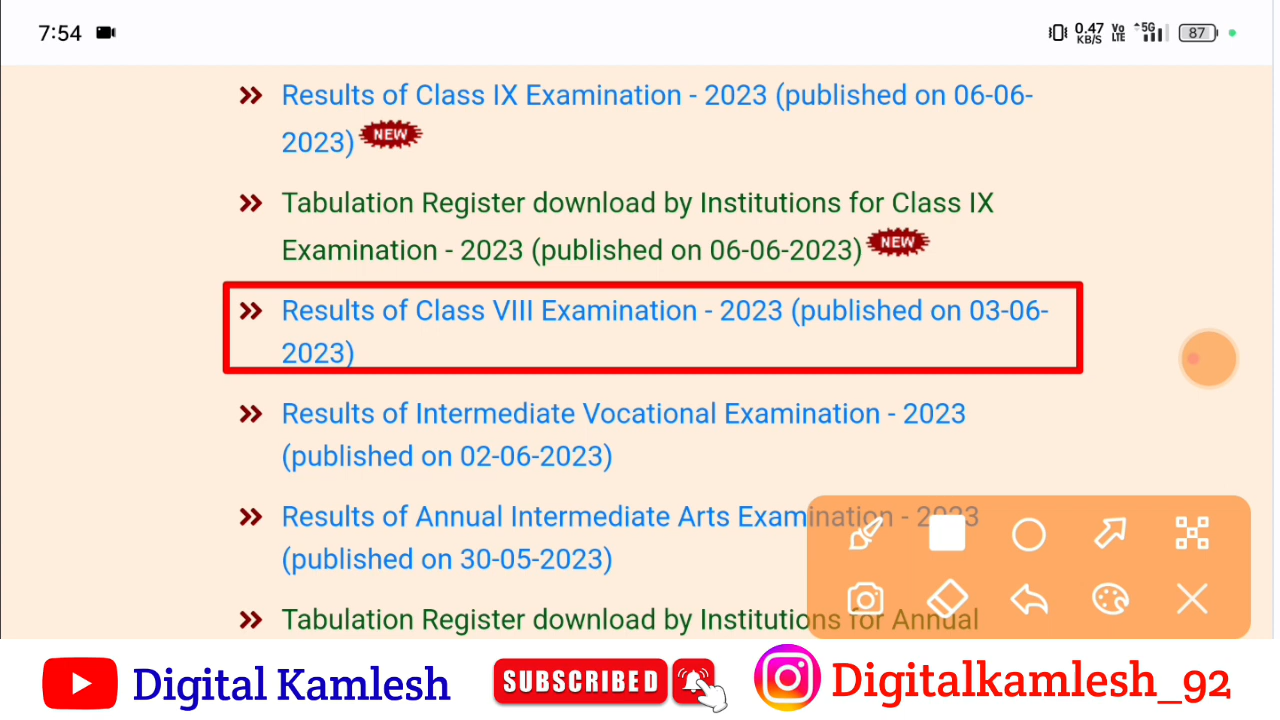 7:54
0.47 KB/S Vo LTE 5G 87
Results of Class IX Examination - 2023 (published on 06-06-
2023) NEW
Tabulation Register download by Institutions for Class IX
Examination - 2023 (published on 06-06-2023) NEW
Results of Class VIII Examination - 2023 (published on 03-06-
2023)
Results of Intermediate Vocational Examination - 2023
(published on 02-06-2023)
Results of Annual Intermediate Arts Examination - 2023
(published on 30-05-2023)
Tabulation Register download by Institutions for Annual
Digital Kamlesh SUBSCRIBED Digitalkamlesh_92